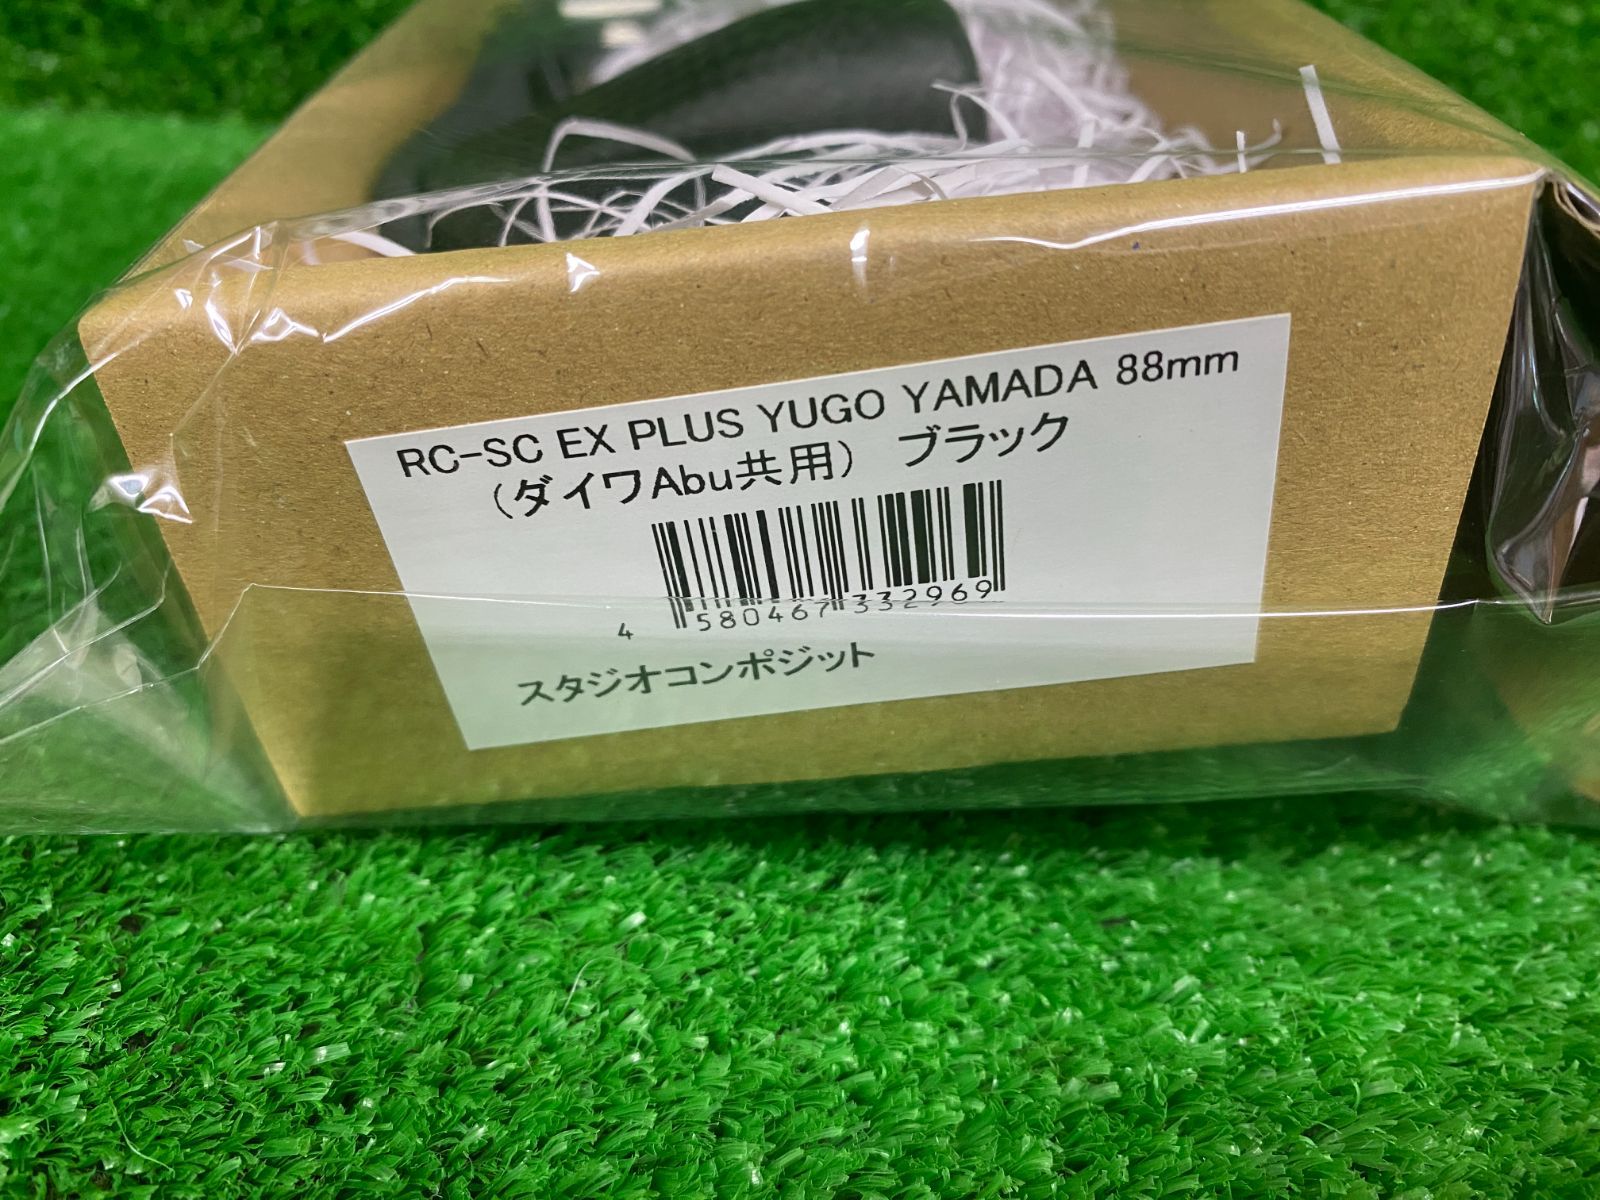 RC-SC EX PLUS YUGO YAMADA 88mm
（ダイワAbu共用） ブラック
4 580467 332969
スタジオコンポジット